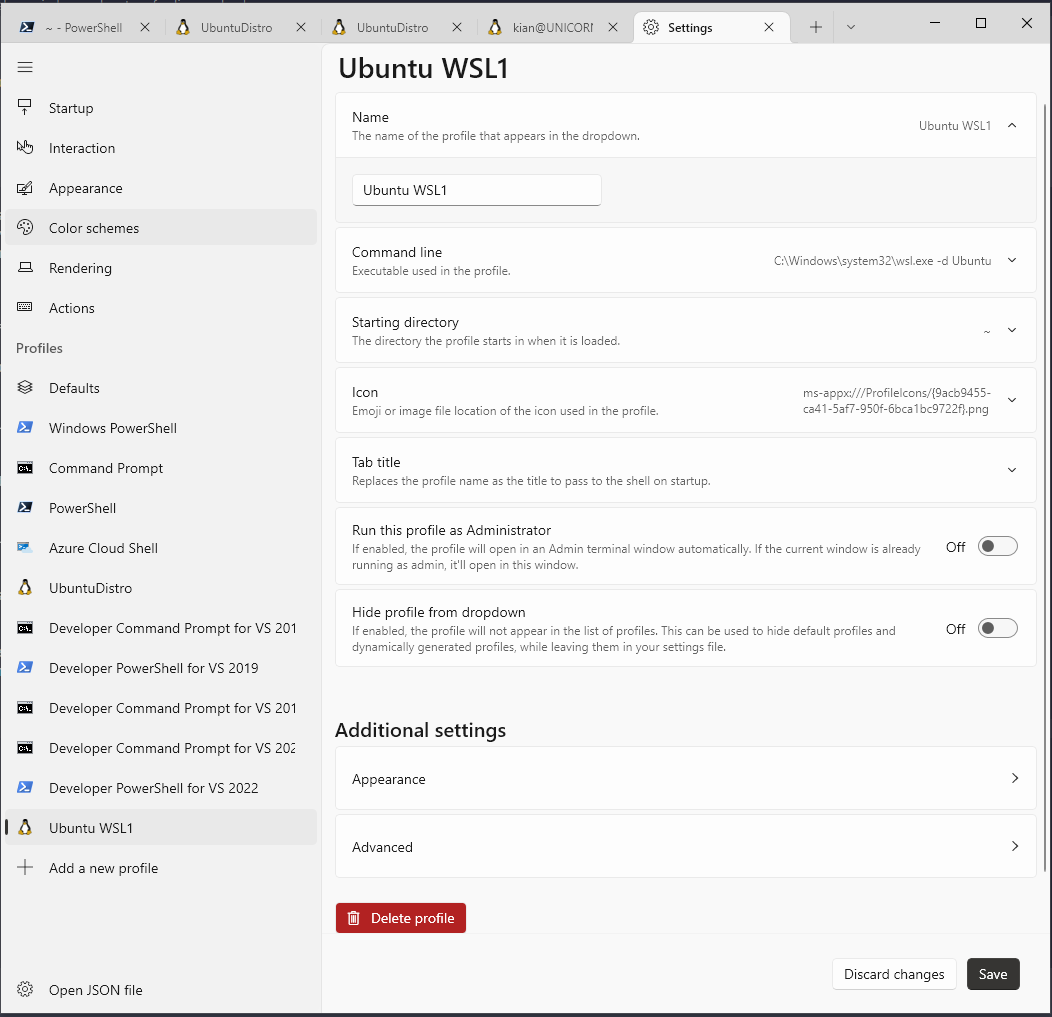 ~ - PowerShell
UbuntuDistro
UbuntuDistro
kian@UNICOR
Settings
Startup
Interaction
Appearance
Color schemes
Rendering
Actions
Profiles
Defaults
Windows PowerShell
Command Prompt
PowerShell
Azure Cloud Shell
UbuntuDistro
Developer Command Prompt for VS 201
Developer PowerShell for VS 2019
Developer Command Prompt for VS 201
Developer Command Prompt for VS 202
Developer PowerShell for VS 2022
Ubuntu WSL1
Add a new profile
Open JSON file
Ubuntu WSL1
Name
The name of the profile that appears in the dropdown.
Ubuntu WSL1
Ubuntu WSL1
Command line
Executable used in the profile.
C:\Windows\system32\wsl.exe -d Ubuntu
Starting directory
The directory the profile starts in when it is loaded.
~
Icon
Emoji or image file location of the icon used in the profile.
ms-appx:///ProfileIcons/{9acb9455-
ca41-5af7-950f-6bca1bc9722f}.png
Tab title
Replaces the profile name as the title to pass to the shell on startup.
Run this profile as Administrator
If enabled, the profile will open in an Admin terminal window automatically. If the current window is already
running as admin, it'll open in this window.
Off
Hide profile from dropdown
If enabled, the profile will not appear in the list of profiles. This can be used to hide default profiles and
dynamically generated profiles, while leaving them in your settings file.
Off
Additional settings
Appearance
Advanced
Delete profile
Discard changes
Save